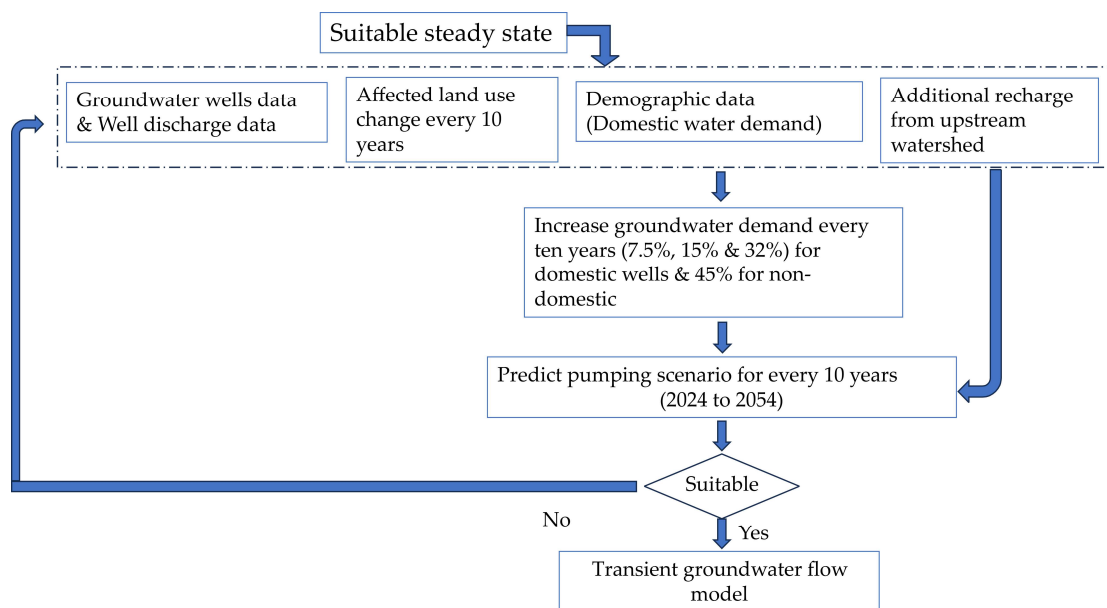 Suitable steady state
Groundwater wells data
& Well discharge data
Affected land use
change every 10
years
Demographic data
(Domestic water demand)
Additional recharge
from upstream
watershed
Increase groundwater demand every
ten years (7.5%, 15% & 32%) for
domestic wells & 45% for non-
domestic
Predict pumping scenario for every 10 years
(2024 to 2054)
Suitable
No
Yes
Transient groundwater flow
model